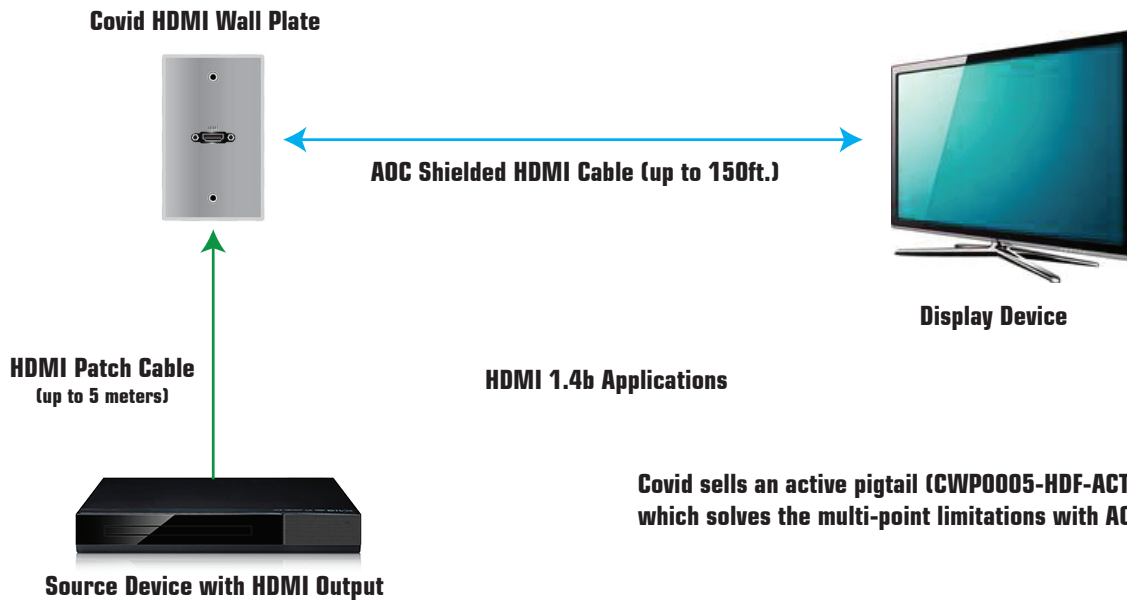 Covid HDMI Wall Plate
AOC Shielded HDMI Cable (up to 150ft.)
Display Device
HDMI Patch Cable
(up to 5 meters)
HDMI 1.4b Applications
Covid sells an active pigtail (CWP0005-HDF-ACT
which solves the multi-point limitations with
Source Device with HDMI Output